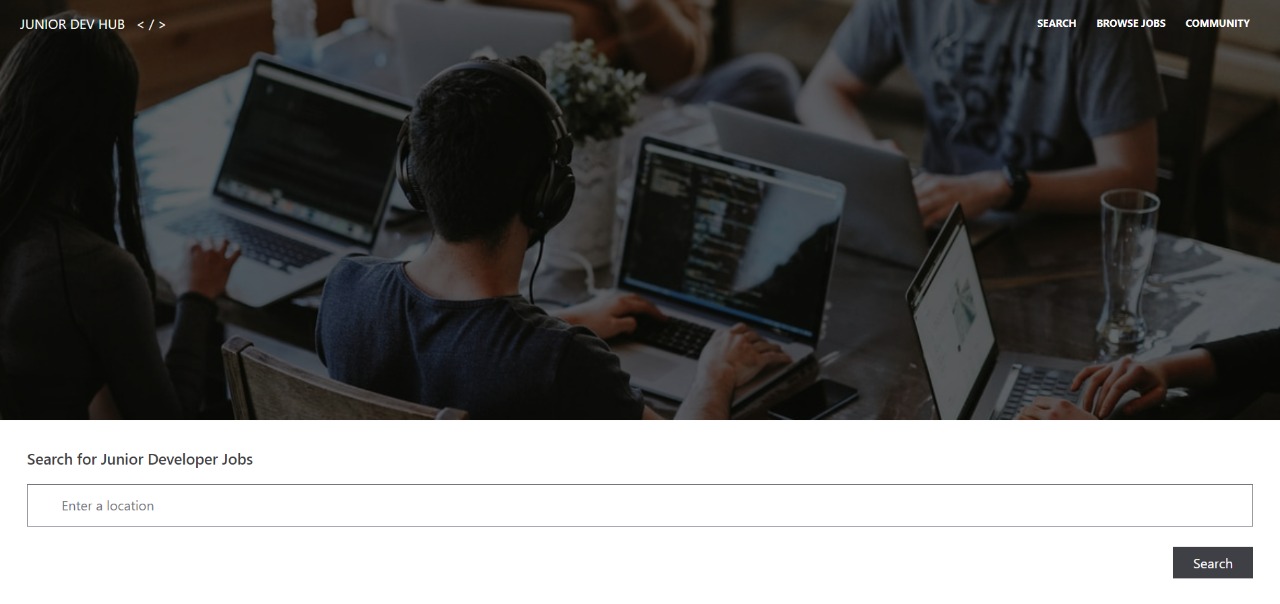 JUNIOR DEV HUB < / >
SEARCH BROWSE JOBS COMMUNITY
Search for Junior Developer Jobs
Enter a location
Search